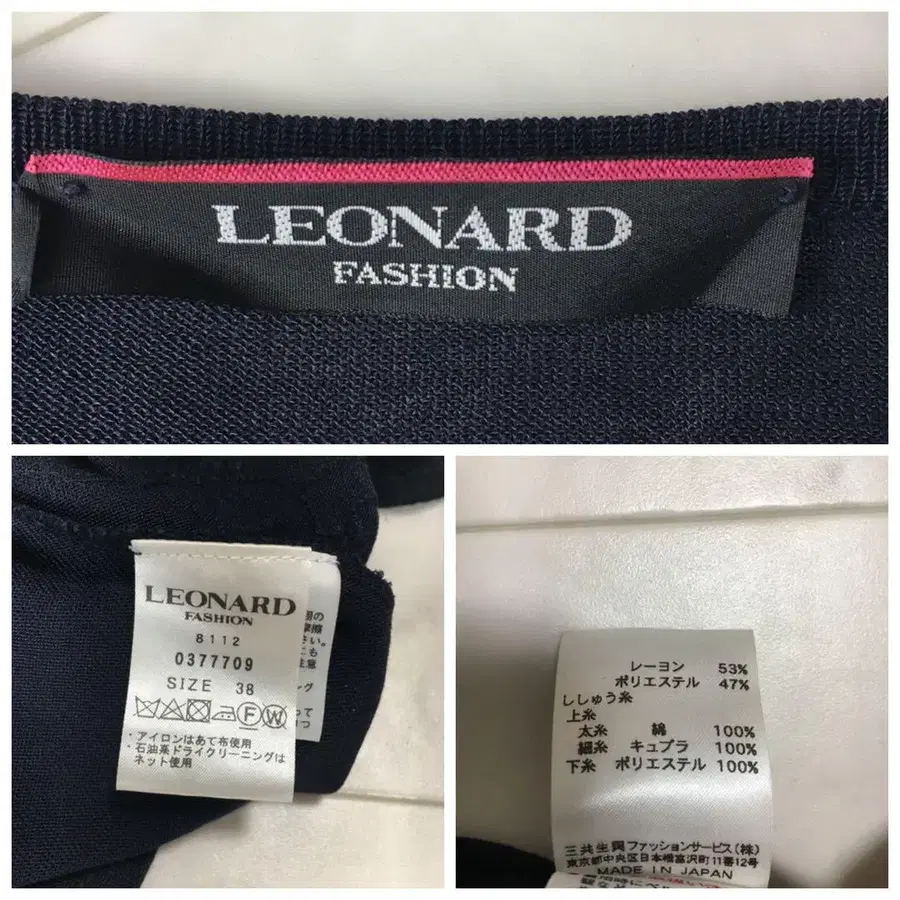 LEONARD
FASHION
LEONARD
FASHION
8112
0377709
SIZE 38
F W
・アイロンはあて布使用
・石油系ドライクリーニングは
ネット使用
レーヨン 53%
ポリエステル 47%
ししゅう糸
上糸
太糸 綿 100%
細糸 キュプラ 100%
下糸 ポリエステル 100%
三共生興ファッションサービス(株)
東京都中央区日本橋富沢町11番12号
MADE IN JAPAN